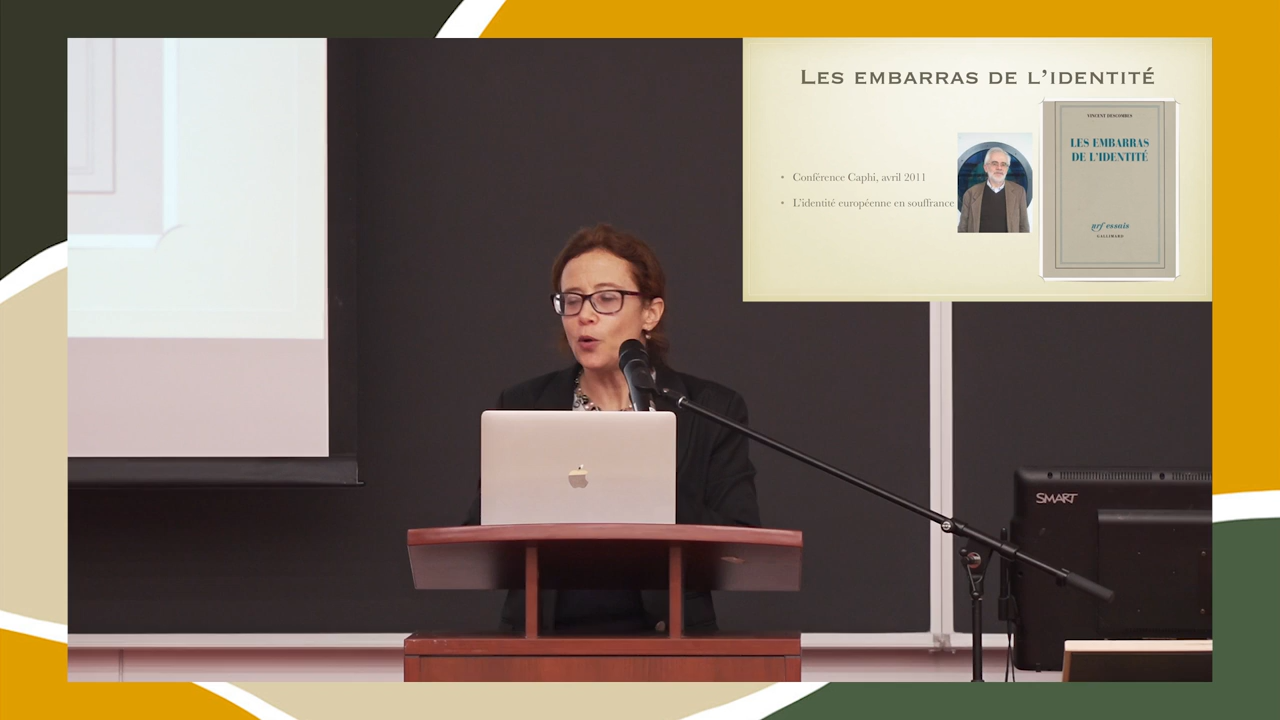 LES EMBARRAS DE L'IDENTITÉ
• Conférence Caphi, avril 2011
• L'identité européenne en souffrance
VINCENT DESCOMBES
LES EMBARRAS
DE L'IDENTITÉ
nrf essais
GALLIMARD
SMART